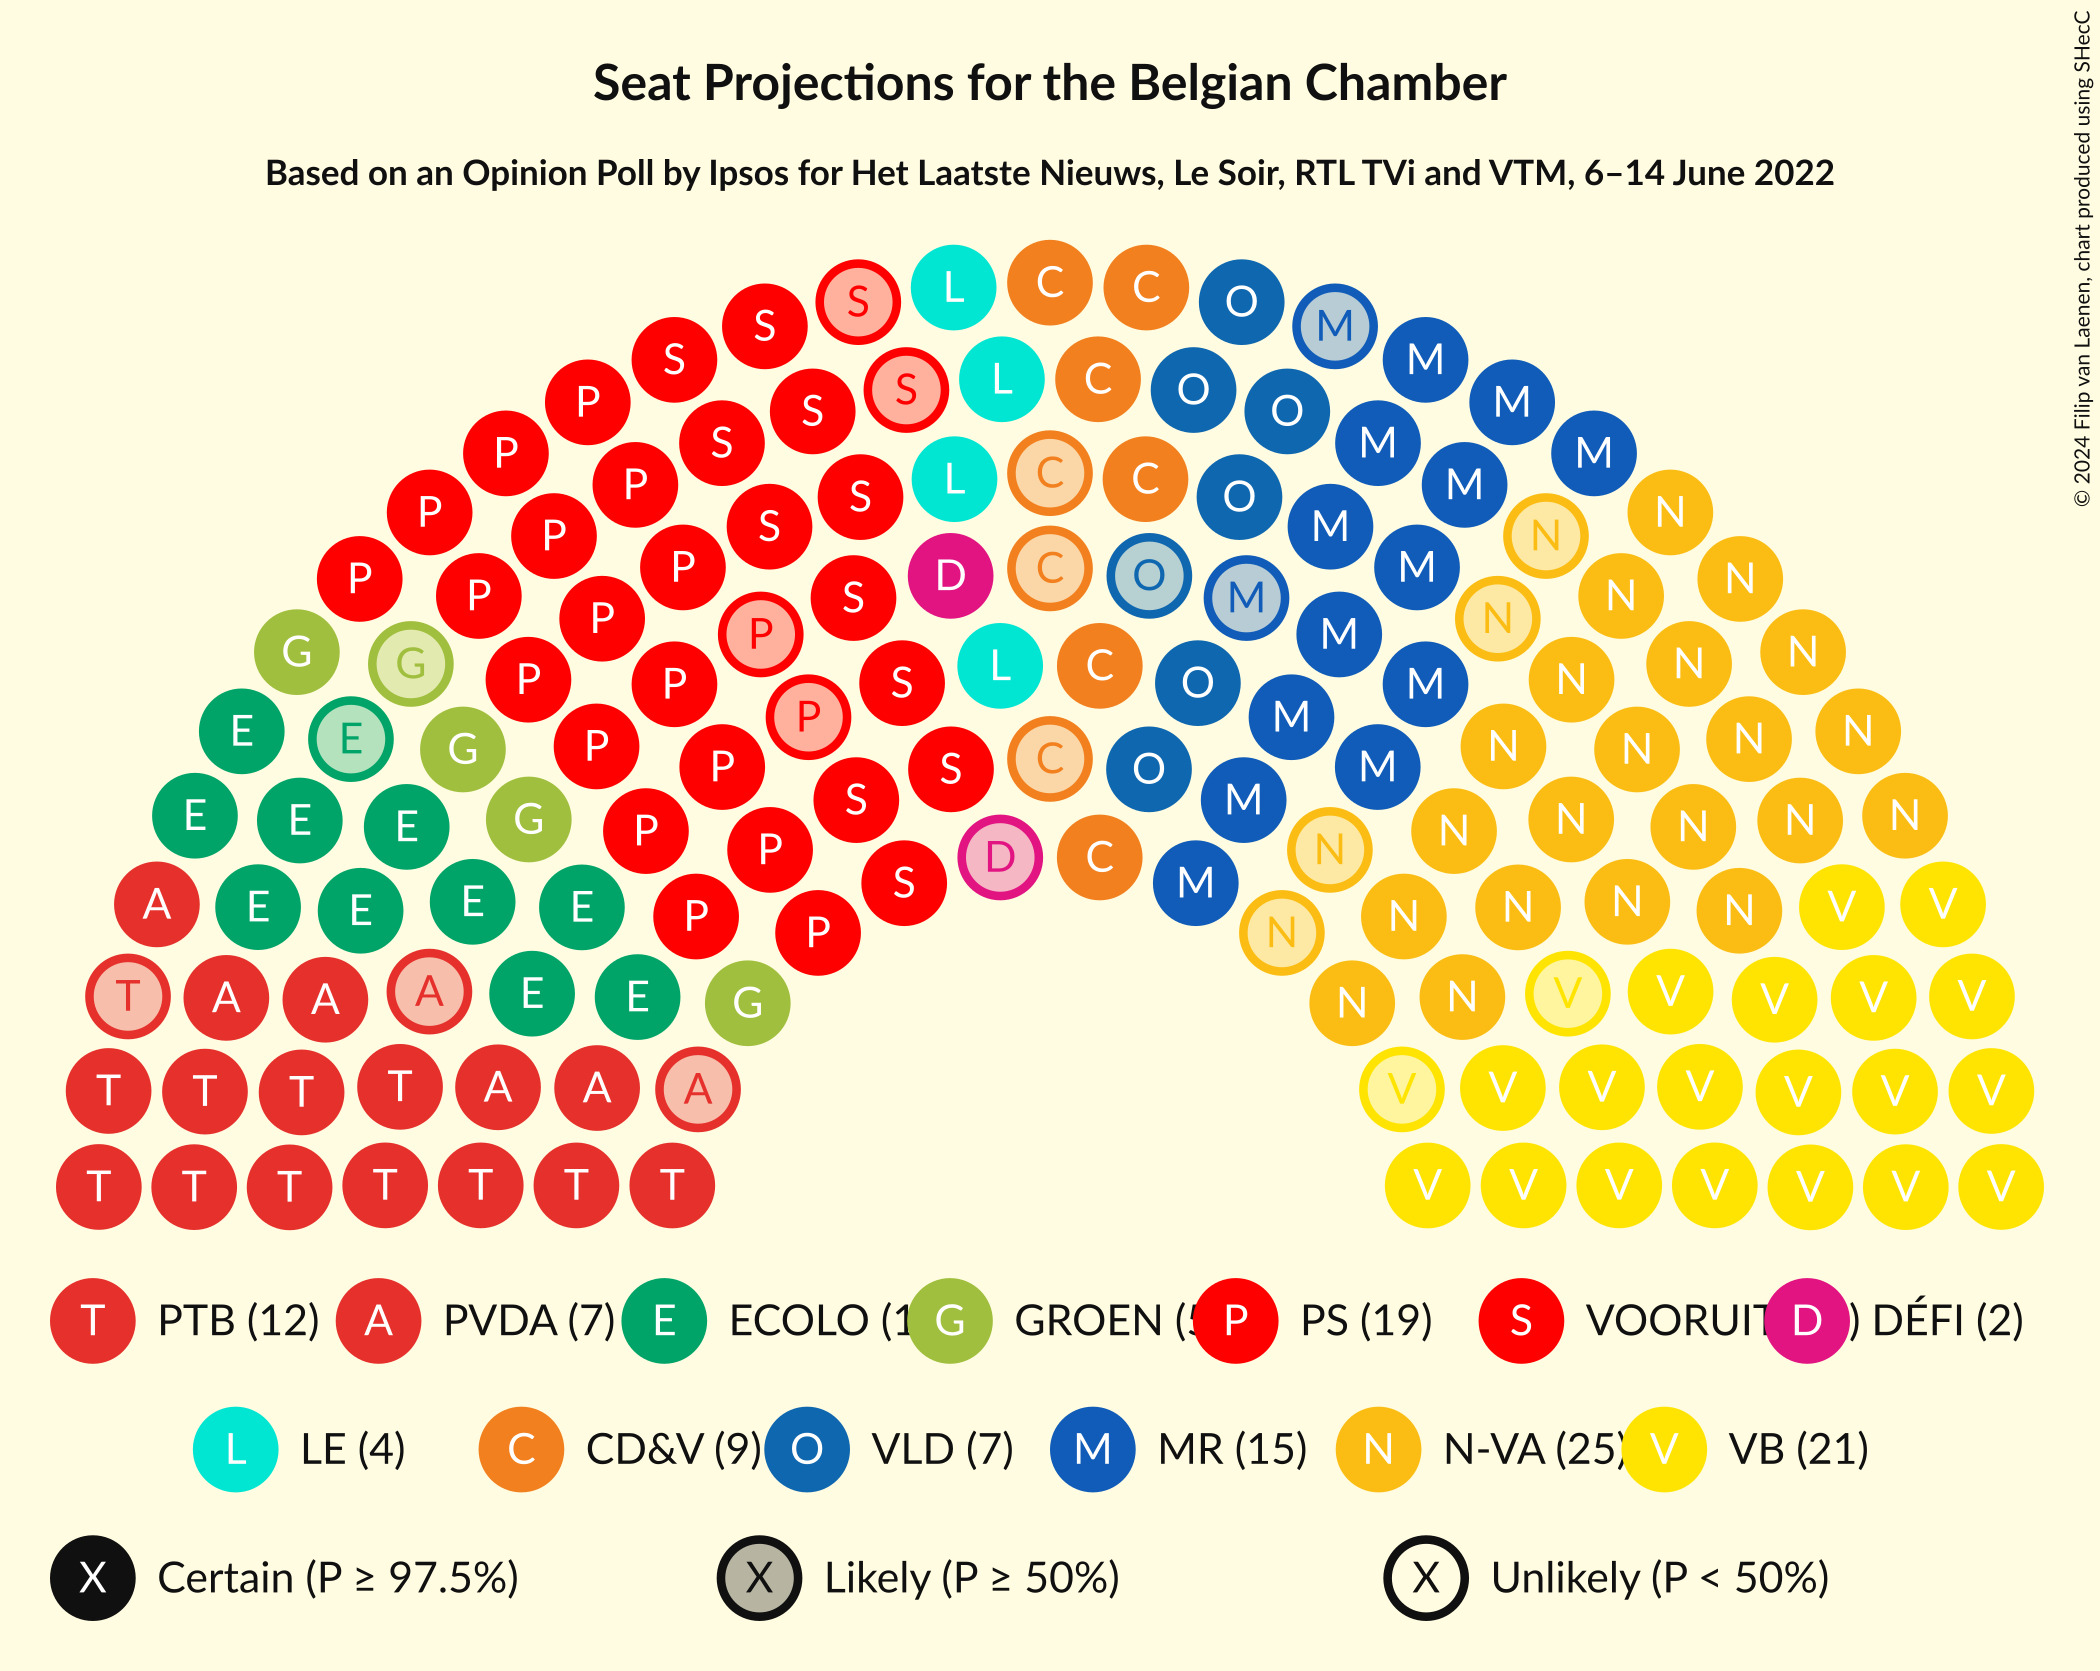 Seat Projections for the Belgian Chamber
Based on an Opinion Poll by Ipsos for Het Laatste Nieuws, Le Soir, RTL TVi and VTM, 6–14 June 2022
© 2024 Filip van Laenen, chart produced using SHecC
L C C O
S M
S M
S L C O M
P S O M
P S M M
P S L C C O M N
P S M N
P P S D C O M M N N
P P M N N
G G P P P S L C O M M N N N
E E G P P P S C O M M N N N N
E E E G P P S M N N N N N N
A E E E E P P S D C M N N N N N V V
T A A A E E G N N V V V V V
T T T T A A A V V V V V V V
T T T T T T T V V V V V V V
T PTB (12) A PVDA (7) E ECOLO (1 G GROEN ( P PS (19) S VOORUIT D ) DÉFI (2)
L LE (4) C CD&V (9) O VLD (7) M MR (15) N N-VA (25) V VB (21)
X Certain (P ≥ 97.5%) X Likely (P ≥ 50%) X Unlikely (P < 50%)